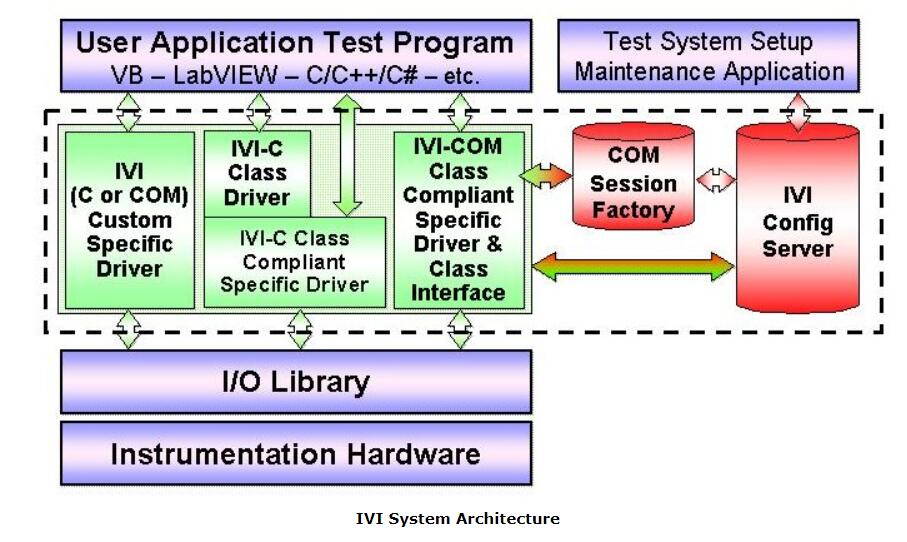 User Application Test Program
VB – LabVIEW – C/C++/C# – etc.
Test System Setup
Maintenance Application
IVI
(C or COM)
Custom
Specific
Driver
IVI-C
Class
Driver
IVI-C Class
Compliant
Specific Driver
IVI-COM
Class
Compliant
Specific
Driver &
Class
Interface
COM
Session
Factory
IVI
Config
Server
I/O Library
Instrumentation Hardware
IVI System Architecture